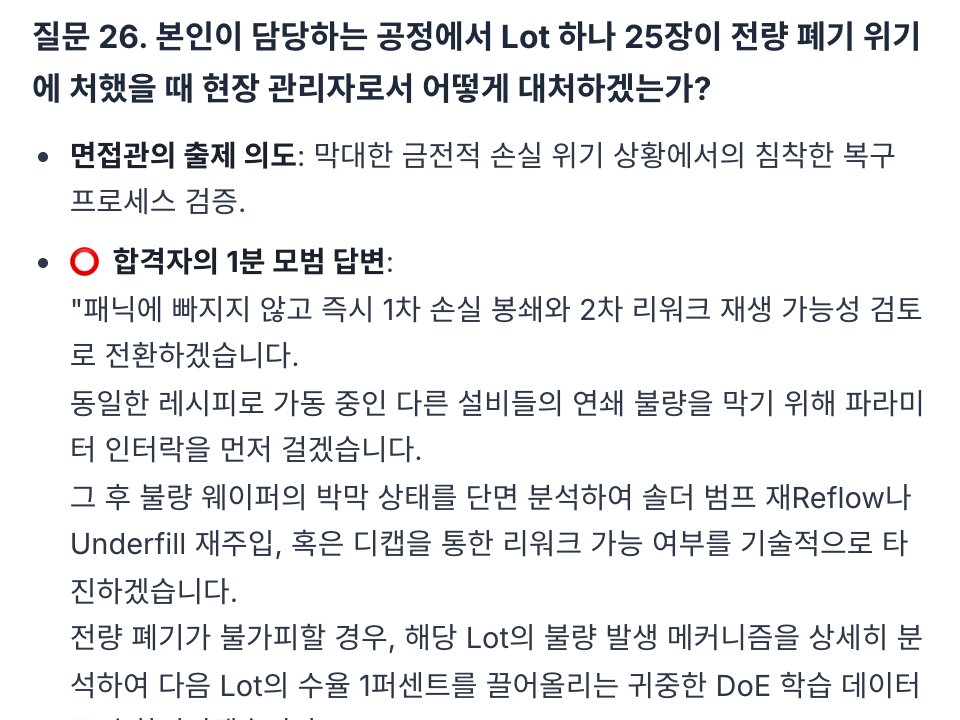 질문 26. 본인이 담당하는 공정에서 Lot 하나 25장이 전량 폐기 위기
에 처했을 때 현장 관리자로서 어떻게 대처하겠는가?
• 면접관의 출제 의도: 막대한 금전적 손실 위기 상황에서의 침착한 복구
프로세스 검증.
• ⭕ 합격자의 1분 모범 답변:
"패닉에 빠지지 않고 즉시 1차 손실 봉쇄와 2차 리워크 재생 가능성 검토
로 전환하겠습니다.
동일한 레시피로 가동 중인 다른 설비들의 연쇄 불량을 막기 위해 파라미
터 인터락을 먼저 걸겠습니다.
그 후 불량 웨이퍼의 박막 상태를 단면 분석하여 솔더 범프 재Reflow나
Underfill 재주입, 혹은 디캡을 통한 리워크 가능 여부를 기술적으로 타
진하겠습니다.
전량 폐기가 불가피할 경우, 해당 Lot의 불량 발생 메커니즘을 상세히 분
석하여 다음 Lot의 수율 1퍼센트를 끌어올리는 귀중한 DoE 학습 데이터